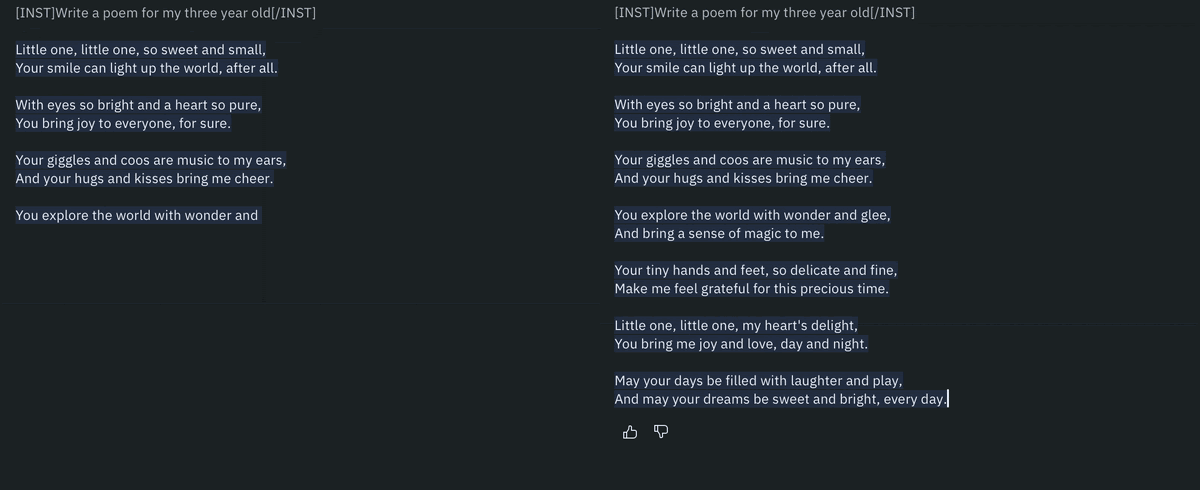 [INST]Write a poem for my three year old[/INST]
Little one, little one, so sweet and small,
Your smile can light up the world, after all.
With eyes so bright and a heart so pure,
You bring joy to everyone, for sure.
Your giggles and coos are music to my ears,
And your hugs and kisses bring me cheer.
You explore the world with wonder and
[INST]Write a poem for my three year old[/INST]
Little one, little one, so sweet and small,
Your smile can light up the world, after all.
With eyes so bright and a heart so pure,
You bring joy to everyone, for sure.
Your giggles and coos are music to my ears,
And your hugs and kisses bring me cheer.
You explore the world with wonder and glee,
And bring a sense of magic to me.
Your tiny hands and feet, so delicate and fine,
Make me feel grateful for this precious time.
Little one, little one, my heart's delight,
You bring me joy and love, day and night.
May your days be filled with laughter and play,
And may your dreams be sweet and bright, every day.